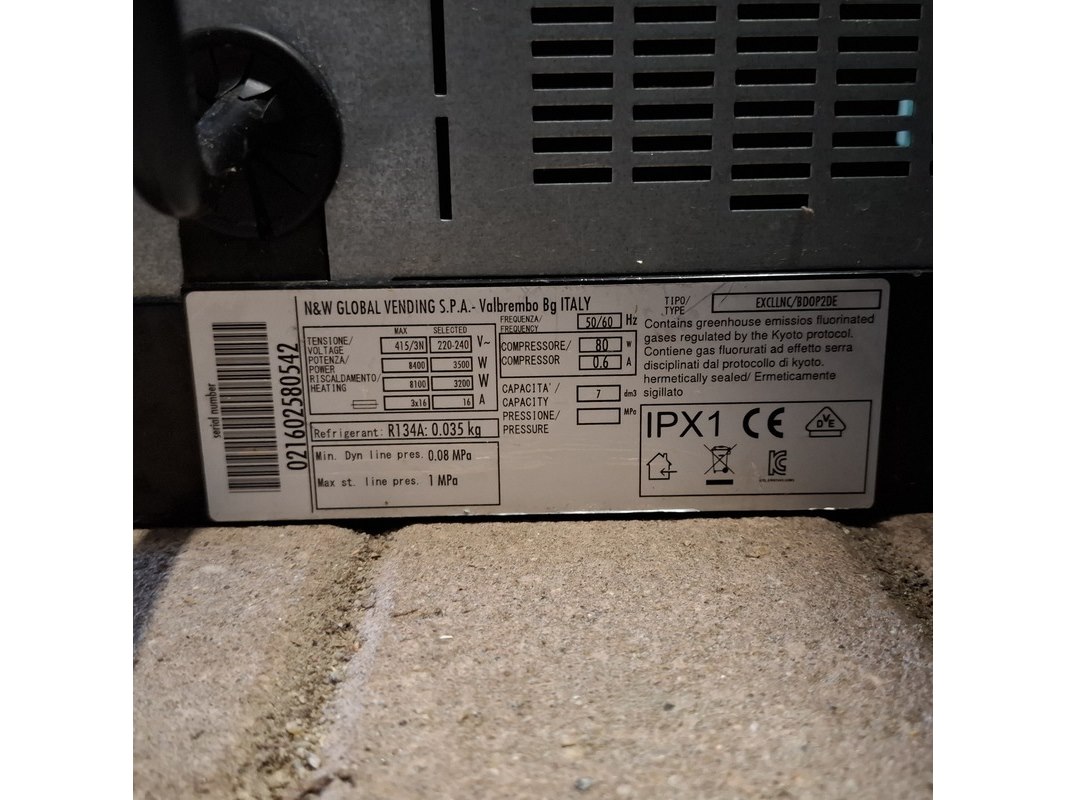 N&W GLOBAL VENDING S.P.A.- Valbrembo Bg ITALY
serial number
021602580542
MAX SELECTED
TENSIONE/
VOLTAGE 415/3N 220-240 V~
POTENZA/
POWER 8400 3500 W
RISCALDAMENTO/
HEATING 8100 3200 W
3x16 16 A
Refrigerant: R134A: 0.035 kg
Min. Dyn line pres. 0.08 MPa
Max st. line pres. 1 MPa
FREQUENZA/
FREQUENCY 50/60 Hz
COMPRESSORE/ 80 W
COMPRESSOR 0.6 A
CAPACITA'/
CAPACITY 7 dm3
PRESSIONE/ MPa
PRESSURE
TIPO/
TYPE EXCLLNC/BDOP2DE
Contains greenhouse emissios fluorinated
gases regulated by the Kyoto protocol.
Contiene gas fluorurati ad effetto serra
disciplinati dal protocollo di kyoto.
hermetically sealed/ Ermeticamente
sigillato
IPX1 CE DVE